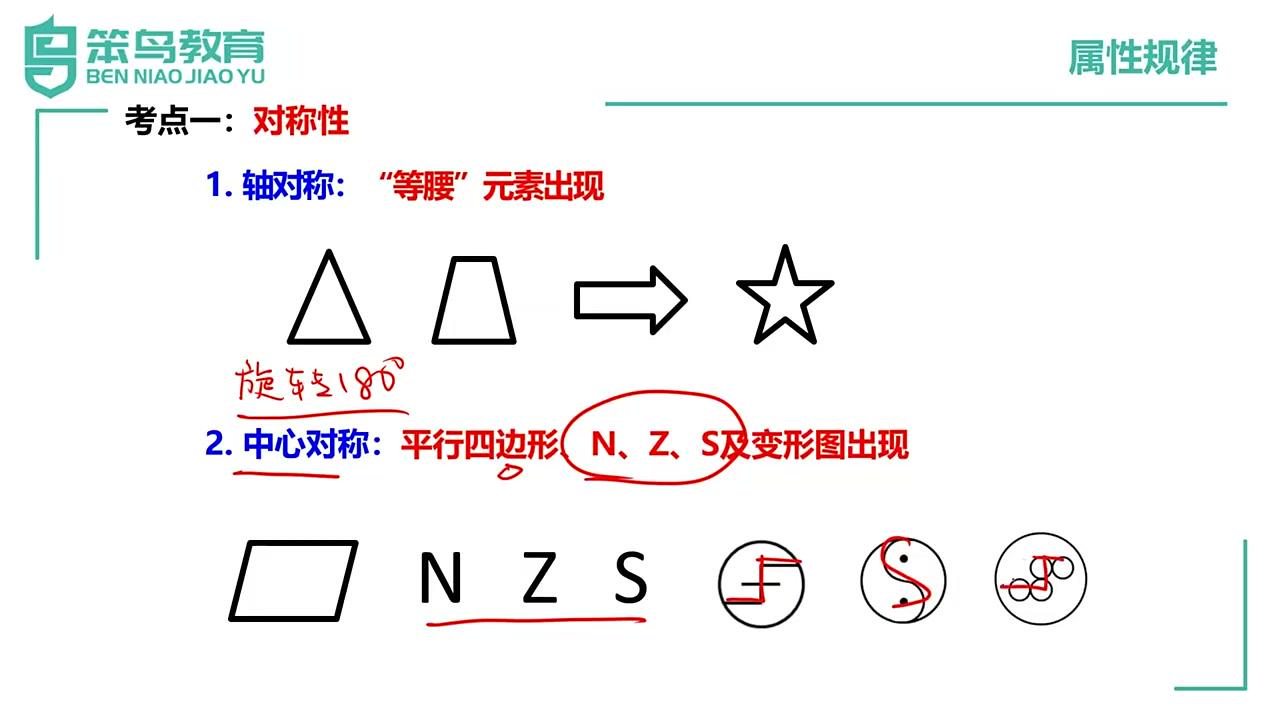 笨鸟教育
BEN NIAO JIAO YU
属性规律
考点一：对称性
1. 轴对称：“等腰”元素出现
旋转180°
2. 中心对称：平行四边形、N、Z、S及变形图出现
N Z S